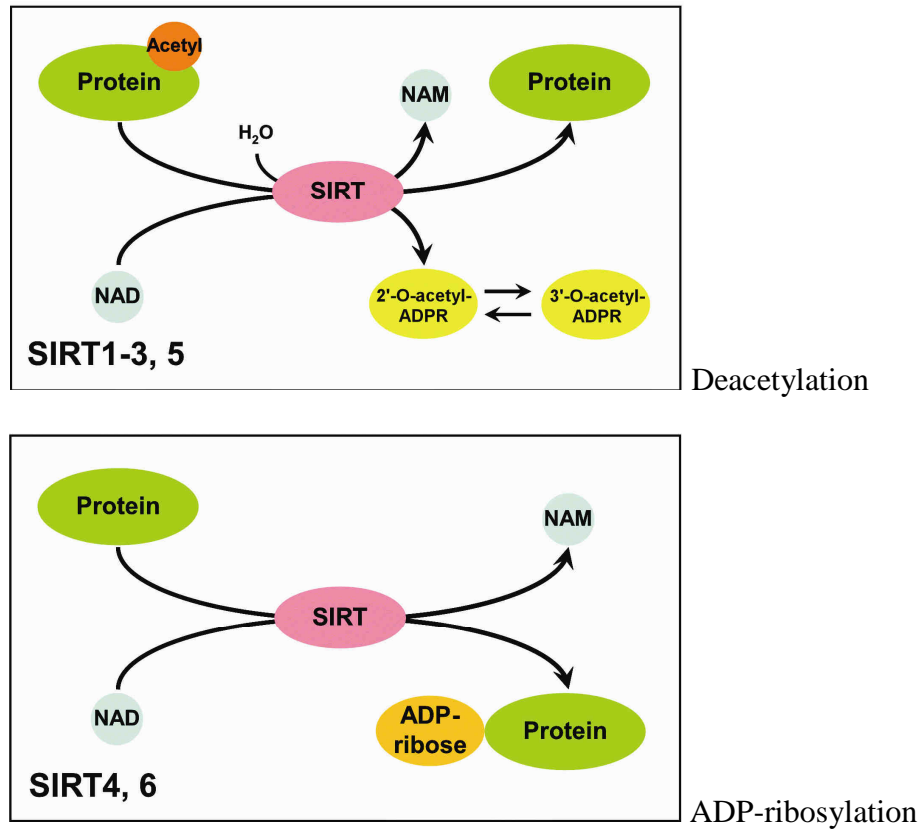 Acetyl
Protein
NAM
Protein
H₂O
SIRT
NAD
2'-O-acetyl-
ADPR
3'-O-acetyl-
ADPR
SIRT1-3, 5
Deacetylation
Protein
NAM
SIRT
NAD
ADP-
ribose
Protein
SIRT4, 6
ADP-ribosylation